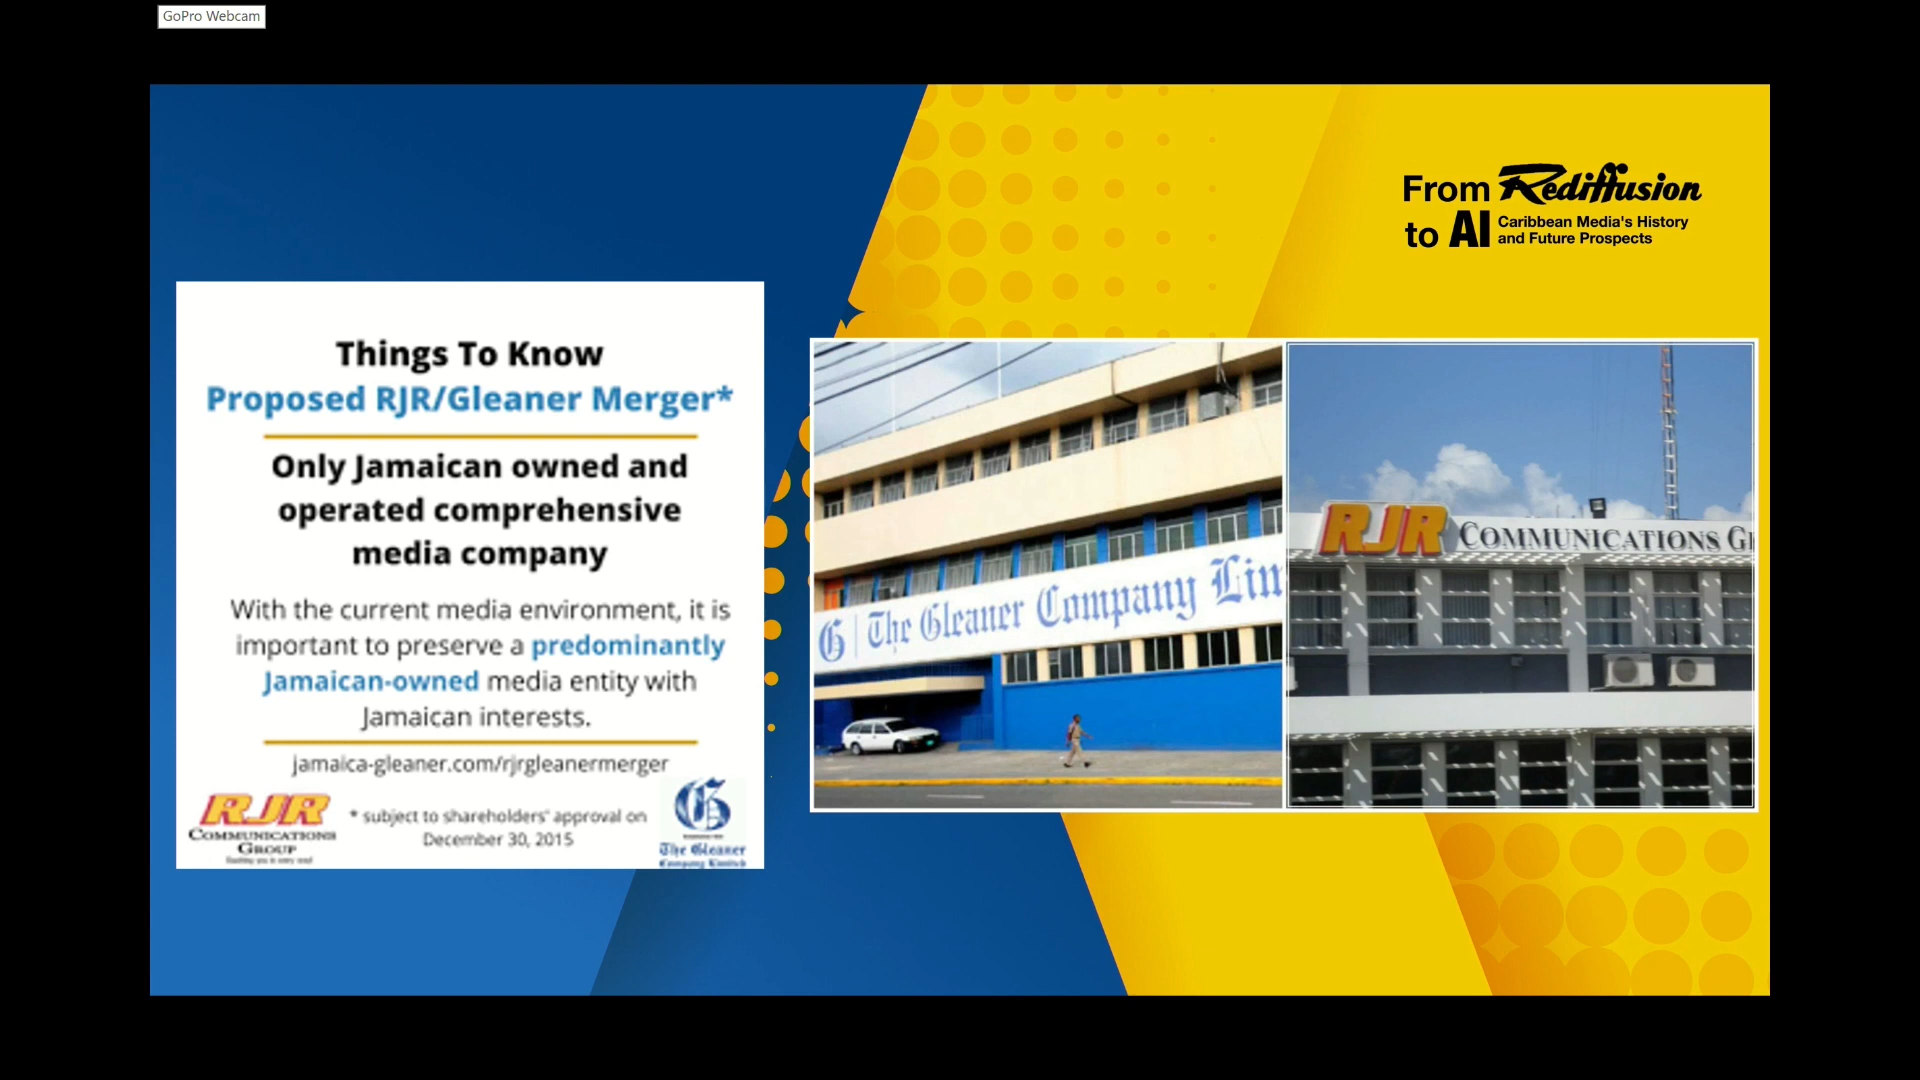 GoPro Webcam
From Rediffusion
to AI Caribbean Media's History
and Future Prospects
Things To Know
Proposed RJR/Gleaner Merger*
Only Jamaican owned and
operated comprehensive
media company
With the current media environment, it is
important to preserve a predominantly
Jamaican-owned media entity with
Jamaican interests.
jamaica-gleaner.com/rjrgleanermerger
* subject to shareholders' approval on
December 30, 2015
RJR
COMMUNICATIONS
GROUP
G
The Gleaner
Company Limited
G | The Gleaner Company Lim
RJR COMMUNICATIONS G